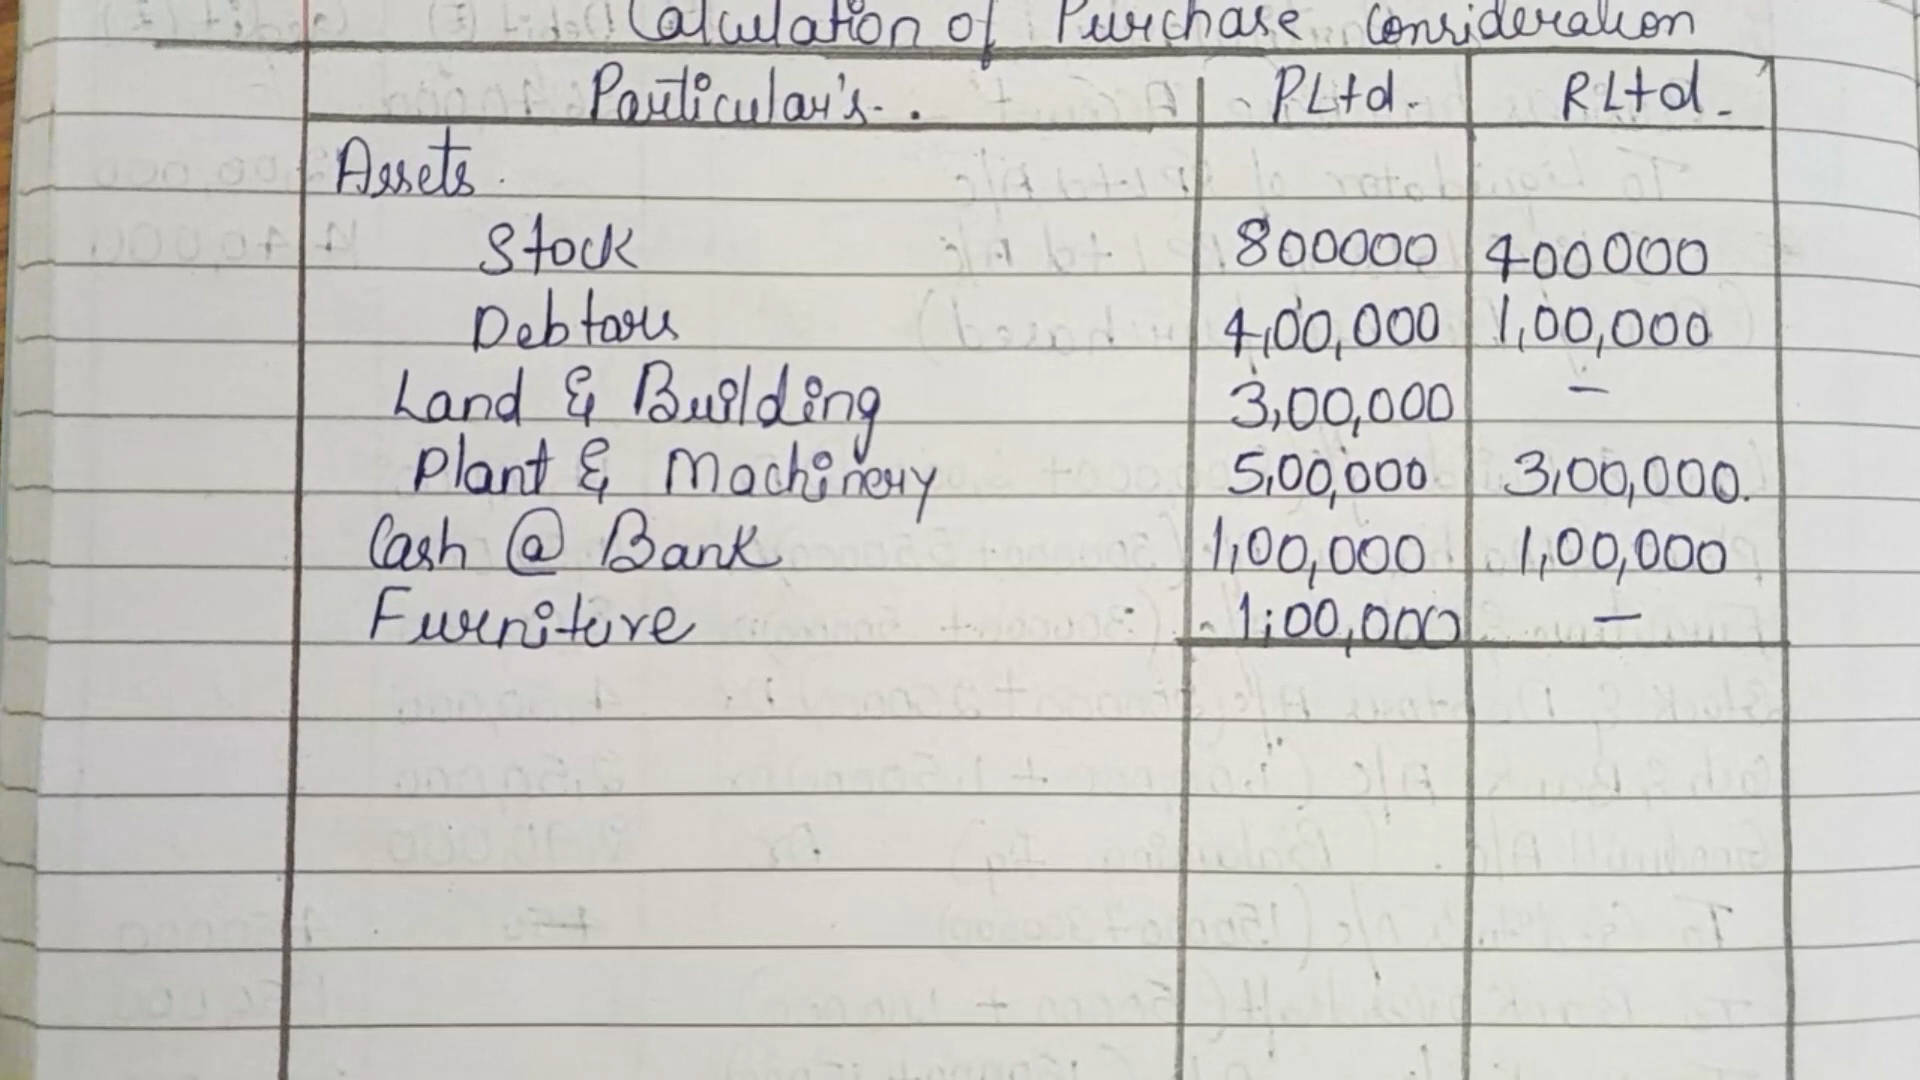 Calculation of Purchase Consideration
Particular's. P Ltd. R Ltd.
Assets.
Stock 800000 400000
Debtors 4,00,000 1,00,000
Land & Building 3,00,000 -
Plant & Machinery 5,00,000 3,00,000.
Cash @ Bank 1,00,000 1,00,000
Furniture 1,00,000 -